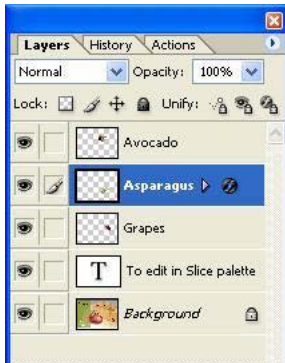 Layers History Actions
Normal Opacity: 100%
Lock: Unify:
Avocado
Asparagus
Grapes
T To edit in Slice palette
Background